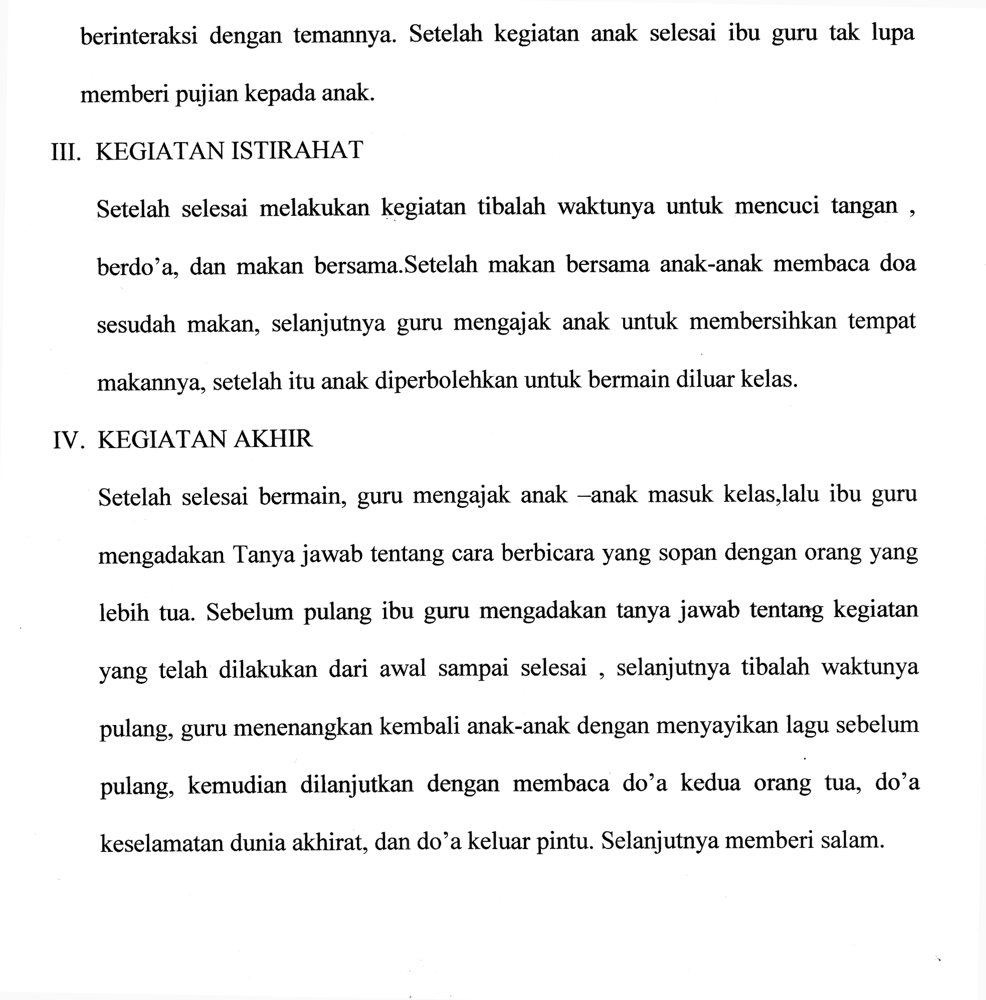 berinteraksi dengan temannya. Setelah kegiatan anak selesai ibu guru tak lupa
memberi pujian kepada anak.
III. KEGIATAN ISTIRAHAT
Setelah selesai melakukan kegiatan tibalah waktunya untuk mencuci tangan ,
berdo’a, dan makan bersama.Setelah makan bersama anak-anak membaca doa
sesudah makan, selanjutnya guru mengajak anak untuk membersihkan tempat
makannya, setelah itu anak diperbolehkan untuk bermain diluar kelas.
IV. KEGIATAN AKHIR
Setelah selesai bermain, guru mengajak anak –anak masuk kelas,lalu ibu guru
mengadakan Tanya jawab tentang cara berbicara yang sopan dengan orang yang
lebih tua. Sebelum pulang ibu guru mengadakan tanya jawab tentang kegiatan
yang telah dilakukan dari awal sampai selesai , selanjutnya tibalah waktunya
pulang, guru menenangkan kembali anak-anak dengan menyayikan lagu sebelum
pulang, kemudian dilanjutkan dengan membaca do’a kedua orang tua, do’a
keselamatan dunia akhirat, dan do’a keluar pintu. Selanjutnya memberi salam.